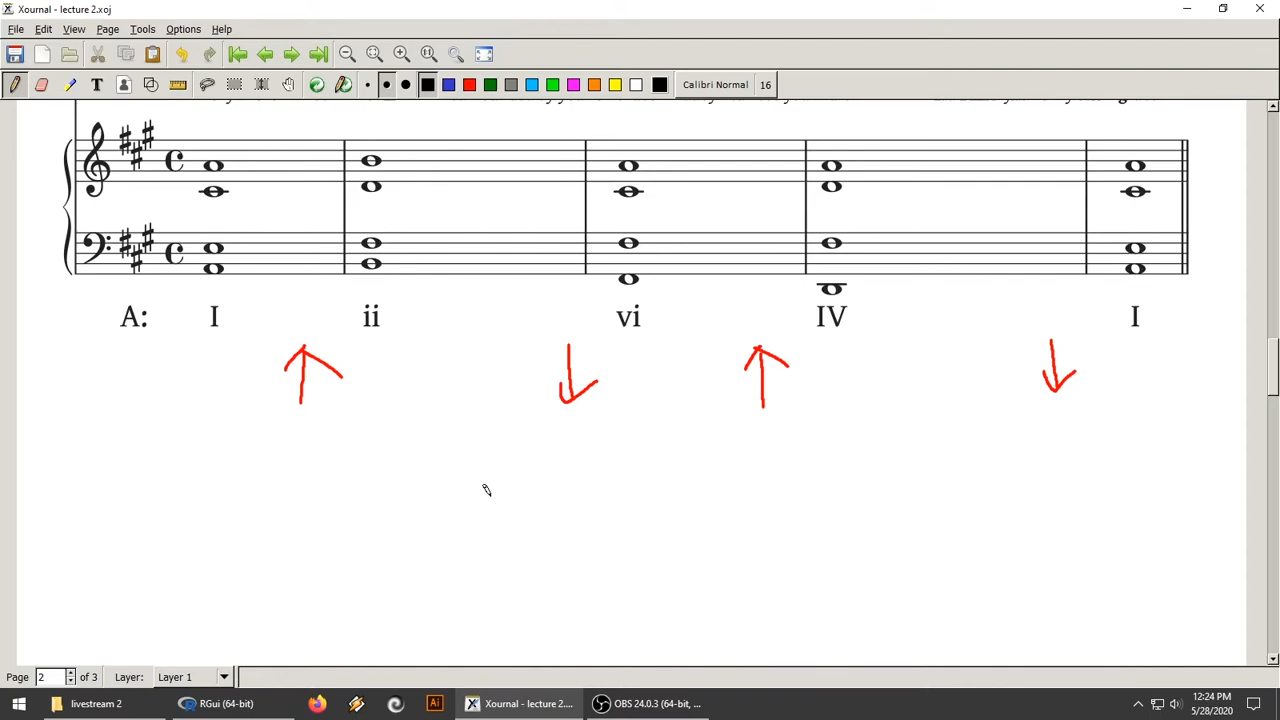 Xournal - lecture 2.xoj
File Edit View Page Tools Options
Calibri Normal 16
A: I ii vi IV I
Page 2 of 3 Layer: Layer 1
livestream 2 RGui (64-bit) Xournal - lecture 2.... OBS 24.0.3 (64-bit, ... 12:24 PM
5/28/2020